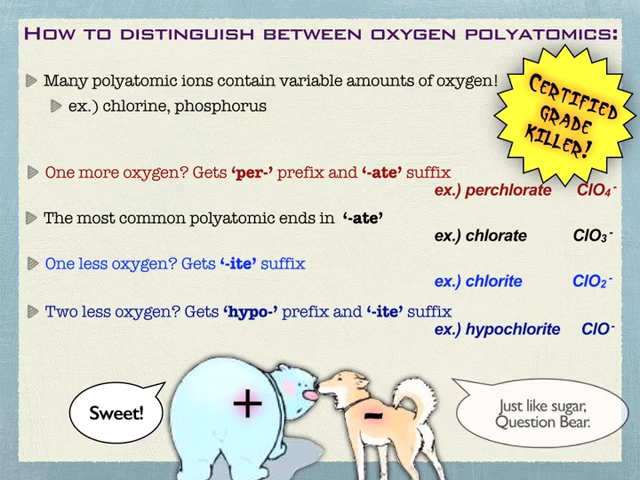 How to distinguish between oxygen polyatomics:
Many polyatomic ions contain variable amounts of oxygen!
ex.) chlorine, phosphorus
Certified
grade
killer!
One more oxygen? Gets ‘per-’ prefix and ‘-ate’ suffix
ex.) perchlorate ClO₄⁻
The most common polyatomic ends in ‘-ate’
ex.) chlorate ClO₃⁻
One less oxygen? Gets ‘-ite’ suffix
ex.) chlorite ClO₂⁻
Two less oxygen? Gets ‘hypo-’ prefix and ‘-ite’ suffix
ex.) hypochlorite ClO⁻
Sweet!
+
-
Just like sugar,
Question Bear.